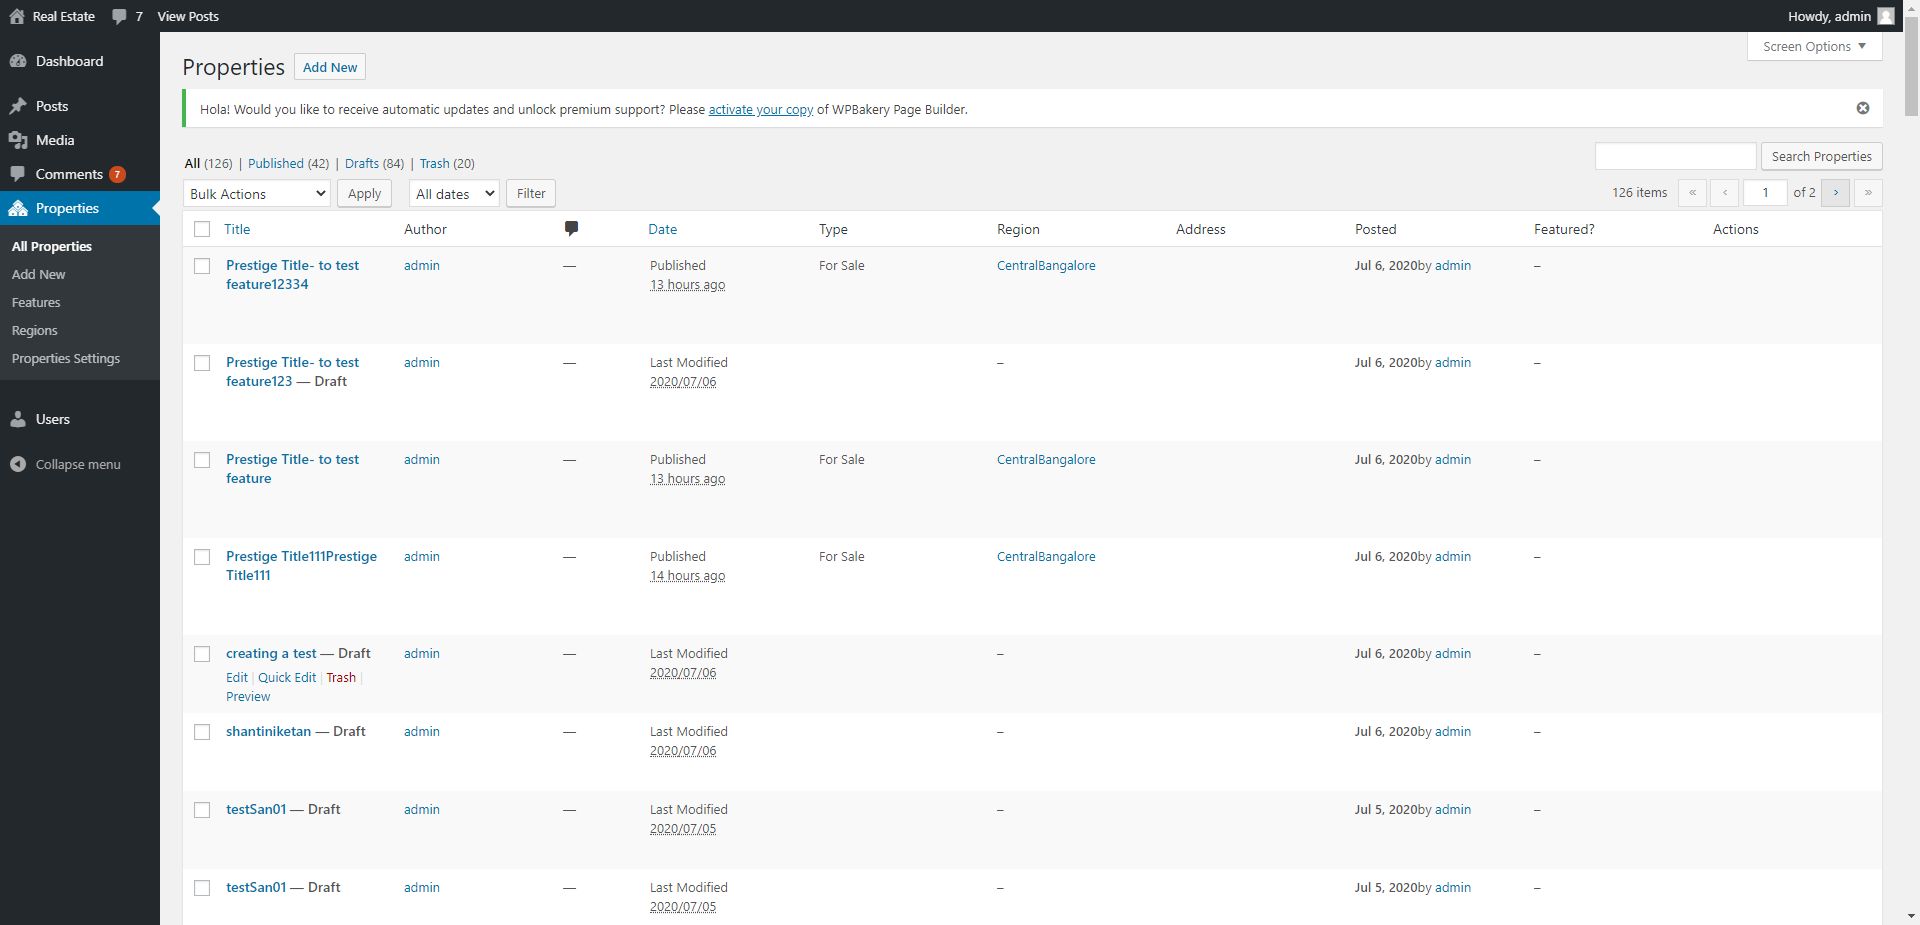 Real Estate 7 View Posts Howdy, admin
Screen Options
Dashboard
Posts
Media
Comments 7
Properties
All Properties
Add New
Features
Regions
Properties Settings
Users
Collapse menu
Properties Add New
Hola! Would you like to receive automatic updates and unlock premium support? Please activate your copy of WPBakery Page Builder.
All (126) | Published (42) | Drafts (84) | Trash (20)
Search Properties
Bulk Actions Apply All dates Filter 126 items « ‹ 1 of 2 › »
Title Author Date Type Region Address Posted Featured? Actions
Prestige Title- to test admin — Published For Sale CentralBangalore Jul 6, 2020by admin –
feature12334 13 hours ago
Prestige Title- to test admin — Last Modified – Jul 6, 2020by admin –
feature123 — Draft 2020/07/06
Prestige Title- to test admin — Published For Sale CentralBangalore Jul 6, 2020by admin –
feature 13 hours ago
Prestige Title111Prestige admin — Published For Sale CentralBangalore Jul 6, 2020by admin –
Title111 14 hours ago
creating a test — Draft admin — Last Modified – Jul 6, 2020by admin –
Edit | Quick Edit | Trash | 2020/07/06
Preview
shantiniketan — Draft admin — Last Modified – Jul 6, 2020by admin –
2020/07/06
testSan01 — Draft admin — Last Modified – Jul 5, 2020by admin –
2020/07/05
testSan01 — Draft admin — Last Modified – Jul 5, 2020by admin –
2020/07/05